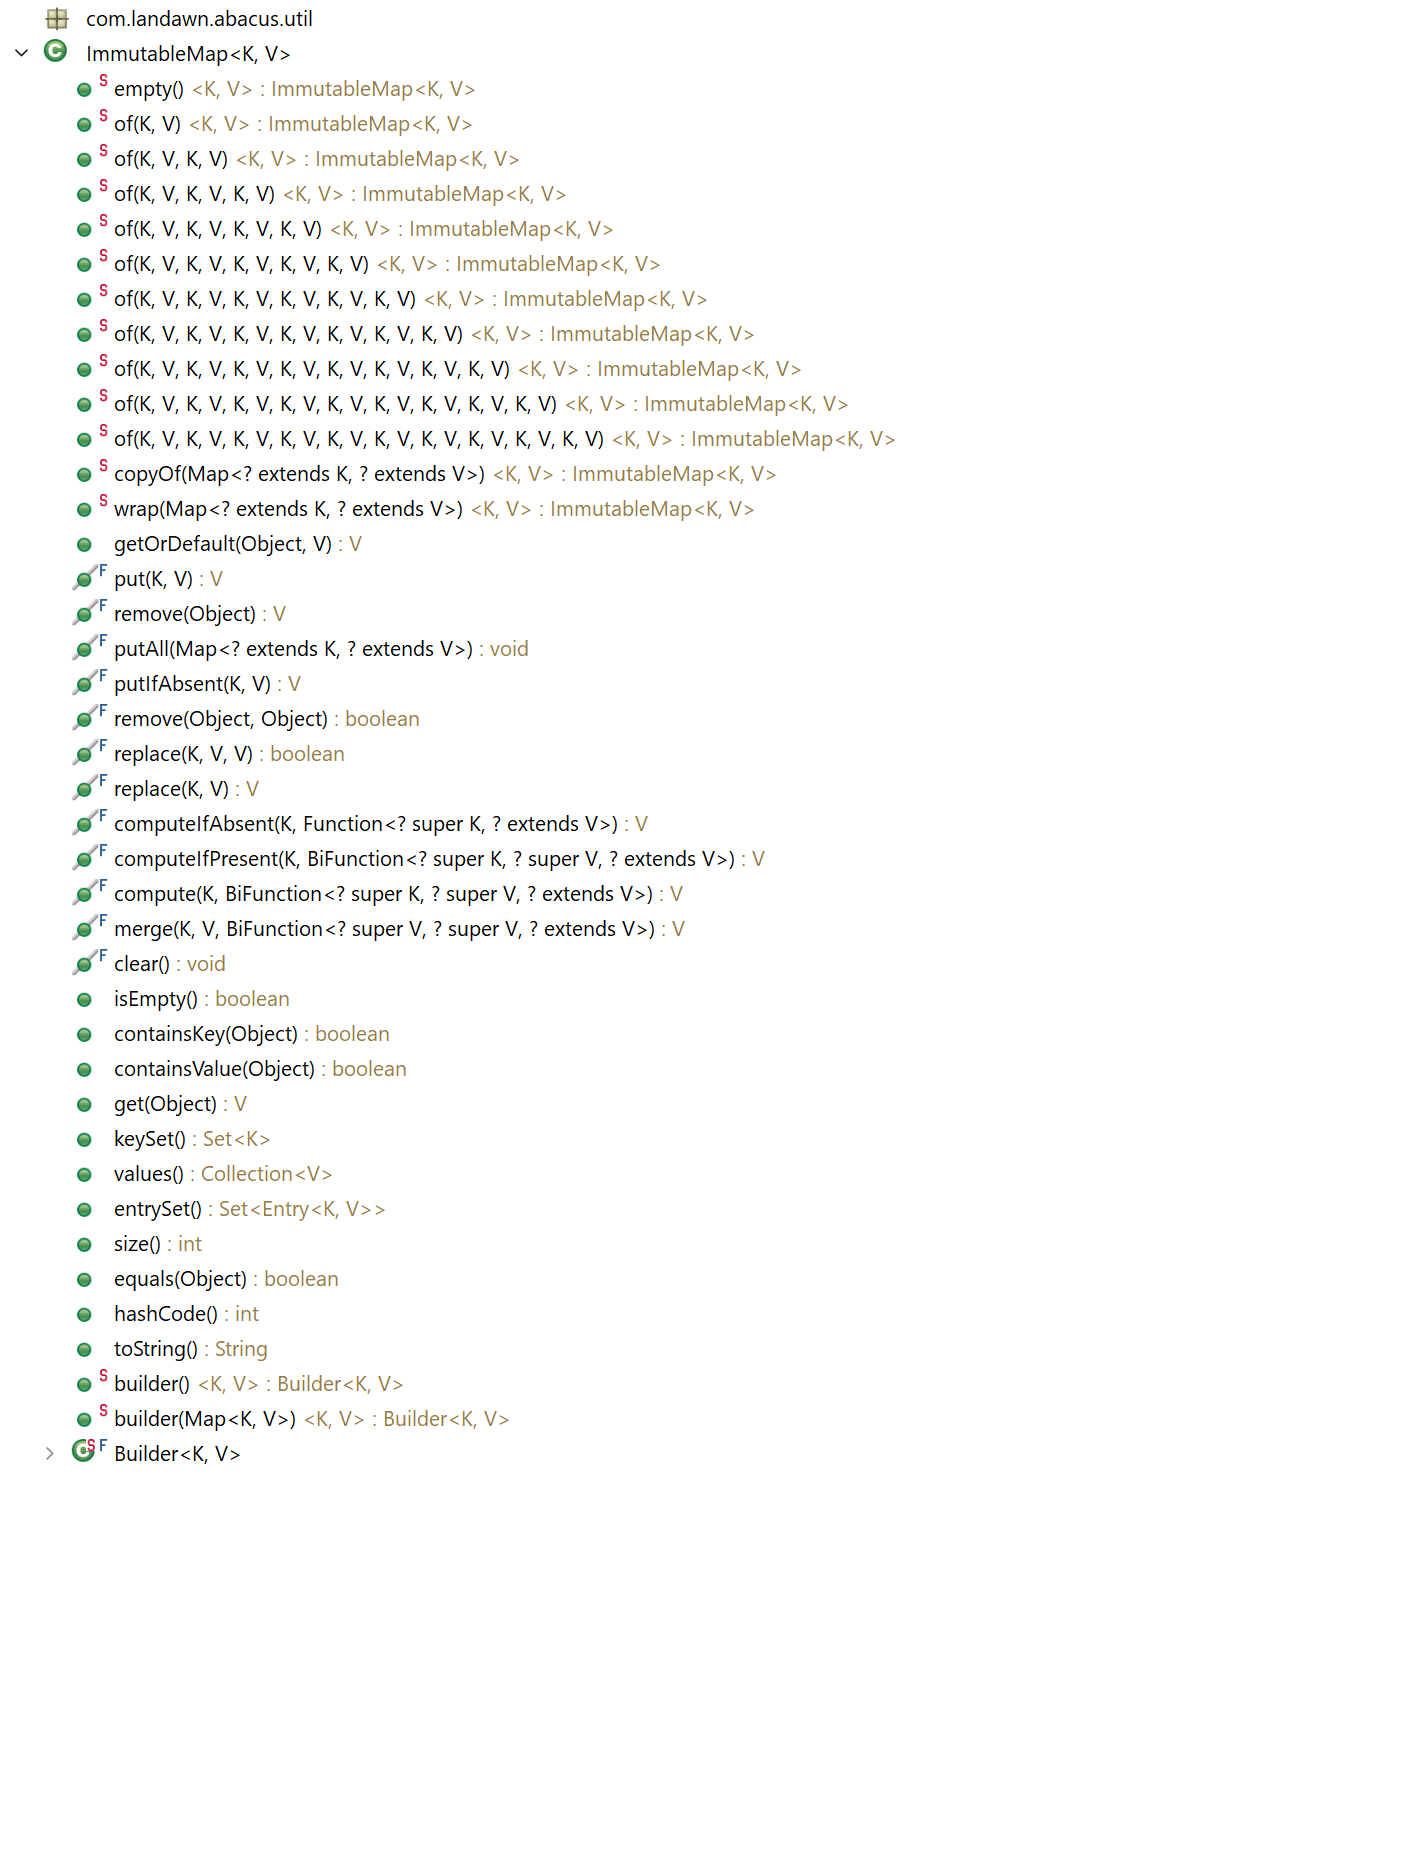 com.landawn.abacus.util
ImmutableMap<K, V>
S empty() <K, V> : ImmutableMap<K, V>
S of(K, V) <K, V> : ImmutableMap<K, V>
S of(K, V, K, V) <K, V> : ImmutableMap<K, V>
S of(K, V, K, V, K, V) <K, V> : ImmutableMap<K, V>
S of(K, V, K, V, K, V, K, V) <K, V> : ImmutableMap<K, V>
S of(K, V, K, V, K, V, K, V, K, V) <K, V> : ImmutableMap<K, V>
S of(K, V, K, V, K, V, K, V, K, V, K, V) <K, V> : ImmutableMap<K, V>
S of(K, V, K, V, K, V, K, V, K, V, K, V, K, V) <K, V> : ImmutableMap<K, V>
S of(K, V, K, V, K, V, K, V, K, V, K, V, K, V, K, V) <K, V> : ImmutableMap<K, V>
S of(K, V, K, V, K, V, K, V, K, V, K, V, K, V, K, V, K, V) <K, V> : ImmutableMap<K, V>
S of(K, V, K, V, K, V, K, V, K, V, K, V, K, V, K, V, K, V, K, V) <K, V> : ImmutableMap<K, V>
S copyOf(Map<? extends K, ? extends V>) <K, V> : ImmutableMap<K, V>
S wrap(Map<? extends K, ? extends V>) <K, V> : ImmutableMap<K, V>
getOrDefault(Object, V) : V
F put(K, V) : V
F remove(Object) : V
F putAll(Map<? extends K, ? extends V>) : void
F putIfAbsent(K, V) : V
F remove(Object, Object) : boolean
F replace(K, V, V) : boolean
F replace(K, V) : V
F computeIfAbsent(K, Function<? super K, ? extends V>) : V
F computeIfPresent(K, BiFunction<? super K, ? super V, ? extends V>) : V
F compute(K, BiFunction<? super K, ? super V, ? extends V>) : V
F merge(K, V, BiFunction<? super V, ? super V, ? extends V>) : V
F clear() : void
isEmpty() : boolean
containsKey(Object) : boolean
containsValue(Object) : boolean
get(Object) : V
keySet() : Set<K>
values() : Collection<V>
entrySet() : Set<Entry<K, V>>
size() : int
equals(Object) : boolean
hashCode() : int
toString() : String
S builder() <K, V> : Builder<K, V>
S builder(Map<K, V>) <K, V> : Builder<K, V>
S F Builder<K, V>